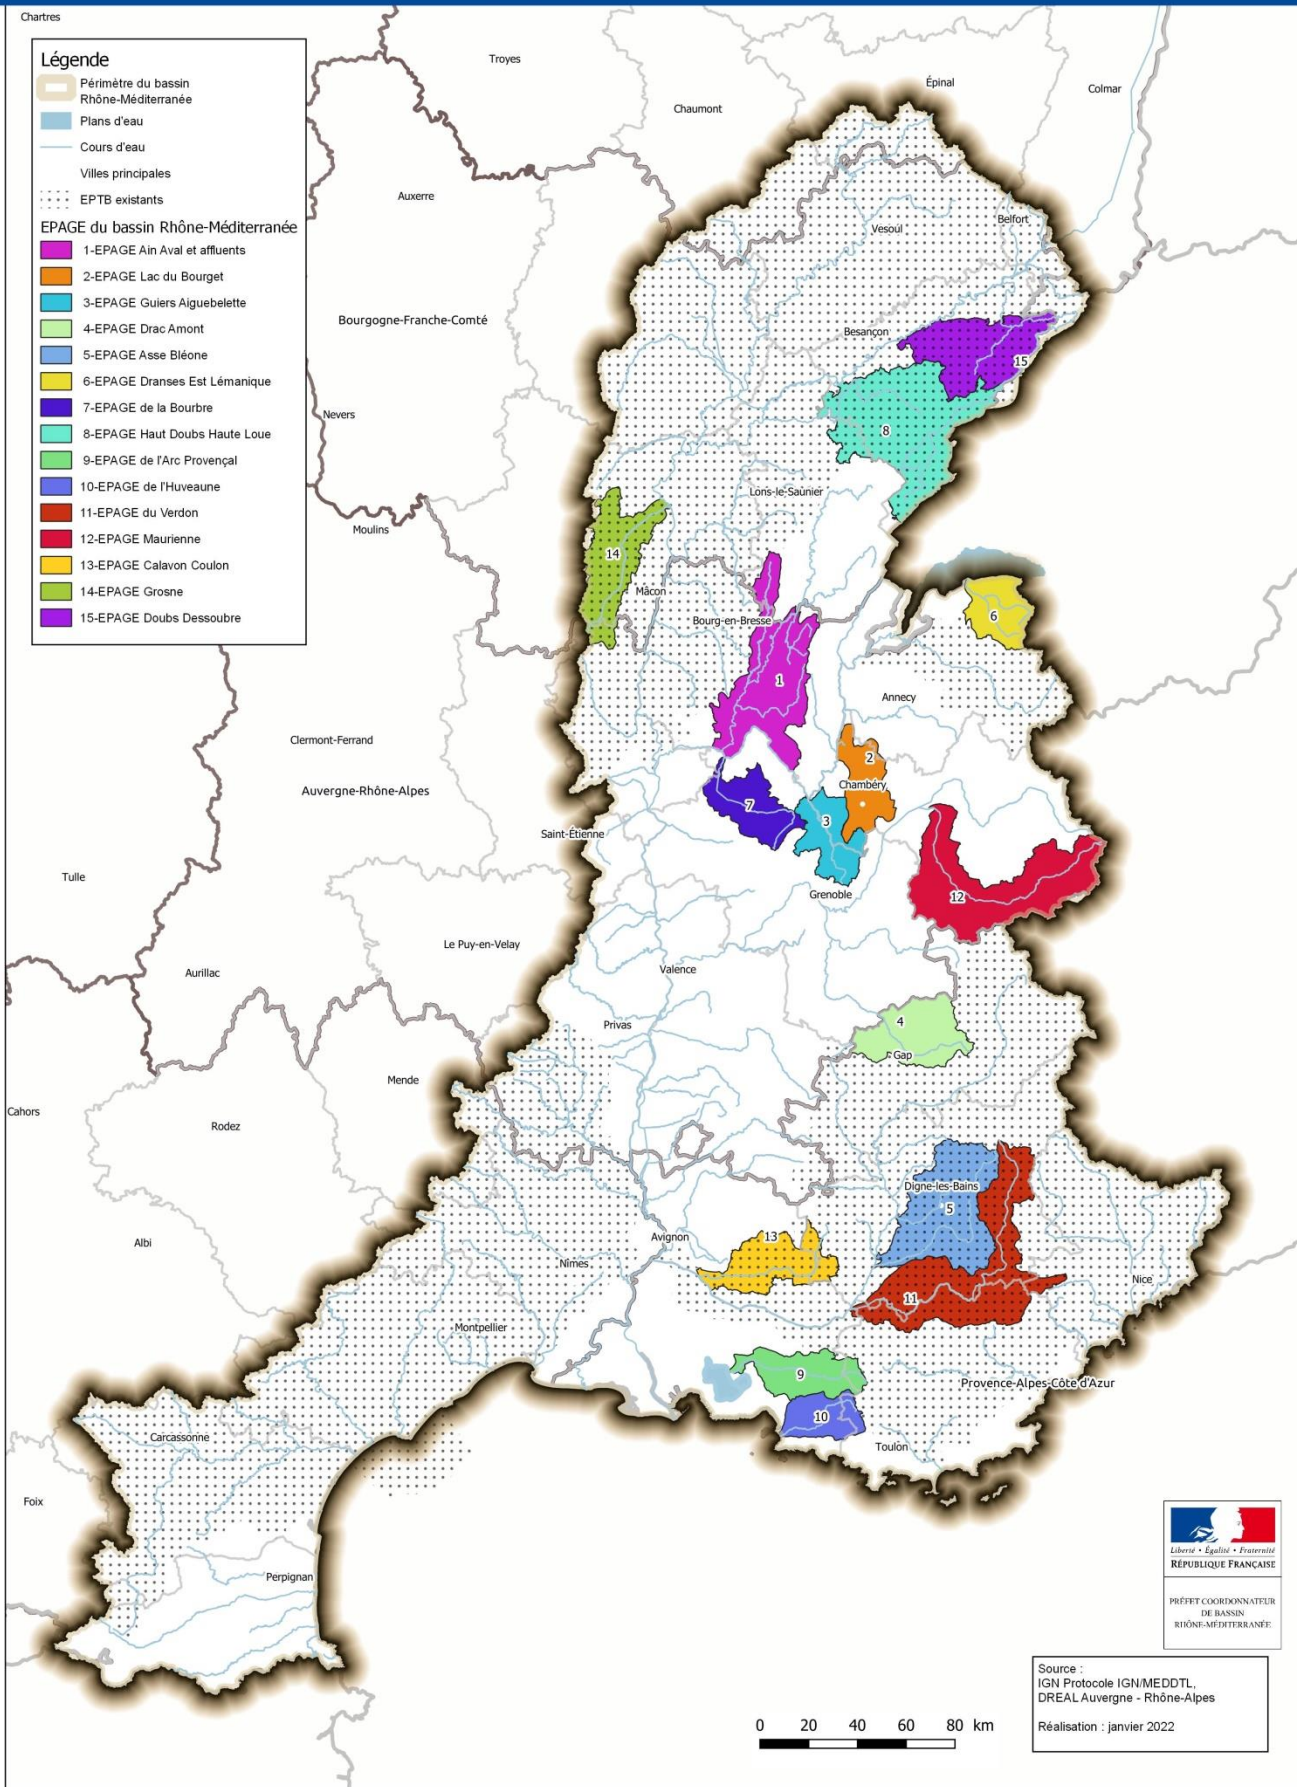 Chartres
Légende
Périmètre du bassin
Rhône-Méditerranée
Plans d'eau
Cours d'eau
Villes principales
EPTB existants
EPAGE du bassin Rhône-Méditerranée
1-EPAGE Ain Aval et affluents
2-EPAGE Lac du Bourget
3-EPAGE Guiers Aiguebelette
4-EPAGE Drac Amont
5-EPAGE Asse Bléone
6-EPAGE Dranses Est Lémanique
7-EPAGE de la Bourbre
8-EPAGE Haut Doubs Haute Loue
9-EPAGE de l'Arc Provençal
10-EPAGE de l'Huveaune
11-EPAGE du Verdon
12-EPAGE Maurienne
13-EPAGE Calavon Coulon
14-EPAGE Grosne
15-EPAGE Doubs Dessoubre
Troyes
Épinal
Colmar
Chaumont
Auxerre
Belfort
Vesoul
Bourgogne-Franche-Comté
Besançon
15
Nevers
8
Lons-le-Saunier
Moulins
14
Mâcon
6
Bourg-en-Bresse
1
Annecy
Clermont-Ferrand
2
Auvergne-Rhône-Alpes
Chambéry
7
3
Saint-Étienne
Tulle
Grenoble
12
Le Puy-en-Velay
Aurillac
Valence
4
Privas
Gap
Mende
Cahors
Rodez
Digne-les-Bains
5
Albi
Avignon
13
Nîmes
Nice
11
Montpellier
9
Provence-Alpes-Côte d'Azur
10
Carcassonne
Toulon
Foix
Perpignan
Liberté • Égalité • Fraternité
RÉPUBLIQUE FRANÇAISE
PRÉFET COORDONNATEUR
DE BASSIN
RHÔNE-MÉDITERRANÉE
Source :
IGN Protocole IGN/MEDDTL,
DREAL Auvergne - Rhône-Alpes
Réalisation : janvier 2022
0 20 40 60 80 km